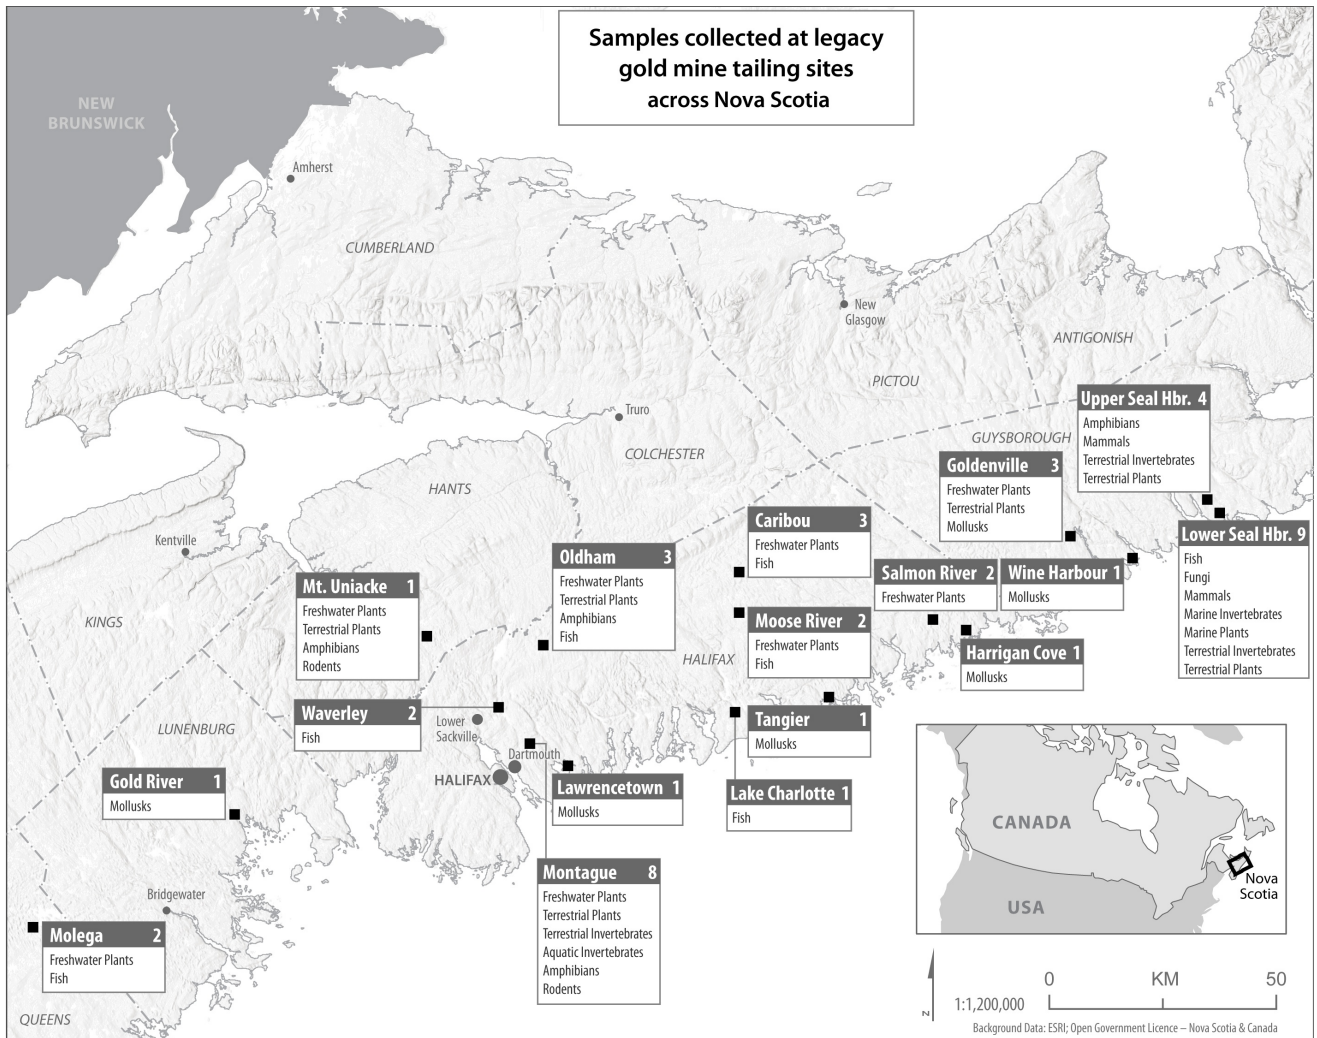 Samples collected at legacy
gold mine tailing sites
across Nova Scotia
NEW
BRUNSWICK
Amherst
CUMBERLAND
New
Glasgow
ANTIGONISH
PICTOU
Truro
COLCHESTER
GUYSBOROUGH
HANTS
Kentville
KINGS
HALIFAX
LUNENBURG
Lower
Sackville
Dartmouth
HALIFAX
Bridgewater
QUEENS
Upper Seal Hbr. 4
Amphibians
Mammals
Terrestrial Invertebrates
Terrestrial Plants
Goldenville 3
Freshwater Plants
Terrestrial Plants
Mollusks
Lower Seal Hbr. 9
Fish
Fungi
Mammals
Marine Invertebrates
Marine Plants
Terrestrial Invertebrates
Terrestrial Plants
Caribou 3
Freshwater Plants
Fish
Oldham 3
Freshwater Plants
Terrestrial Plants
Amphibians
Fish
Salmon River 2
Freshwater Plants
Wine Harbour 1
Mollusks
Mt. Uniacke 1
Freshwater Plants
Terrestrial Plants
Amphibians
Rodents
Moose River 2
Freshwater Plants
Fish
Harrigan Cove 1
Mollusks
Waverley 2
Fish
Tangier 1
Mollusks
Gold River 1
Mollusks
Lawrencetown 1
Mollusks
Lake Charlotte 1
Fish
Montague 8
Freshwater Plants
Terrestrial Plants
Terrestrial Invertebrates
Aquatic Invertebrates
Amphibians
Rodents
Molega 2
Freshwater Plants
Fish
CANADA
USA
Nova
Scotia
N
1:1,200,000
0 KM 50
Background Data: ESRI; Open Government Licence – Nova Scotia & Canada